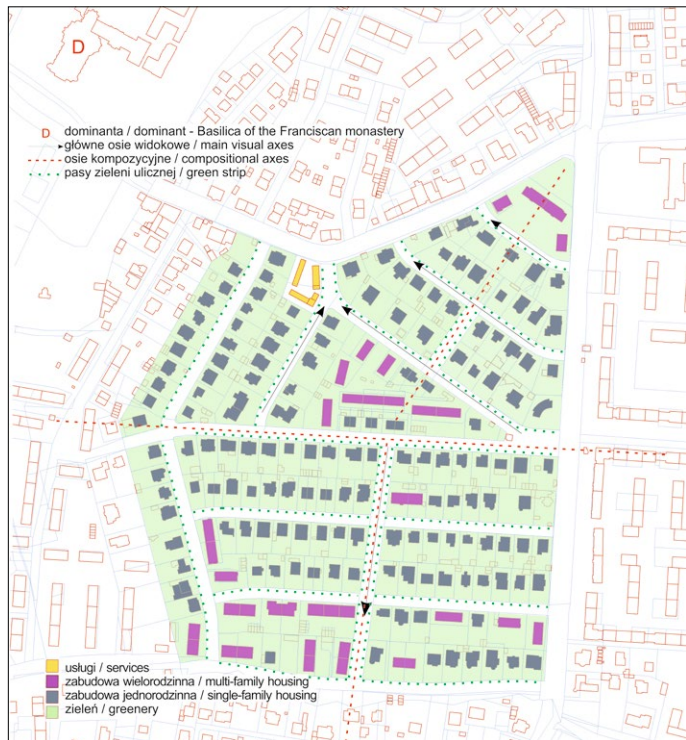 D
D dominanta / dominant - Basilica of the Franciscan monastery
główne osie widokowe / main visual axes
osie kompozycyjne / compositional axes
pasy zieleni ulicznej / green strip
usługi / services
zabudowa wielorodzinna / multi-family housing
zabudowa jednorodzinna / single-family housing
zieleń / greenery